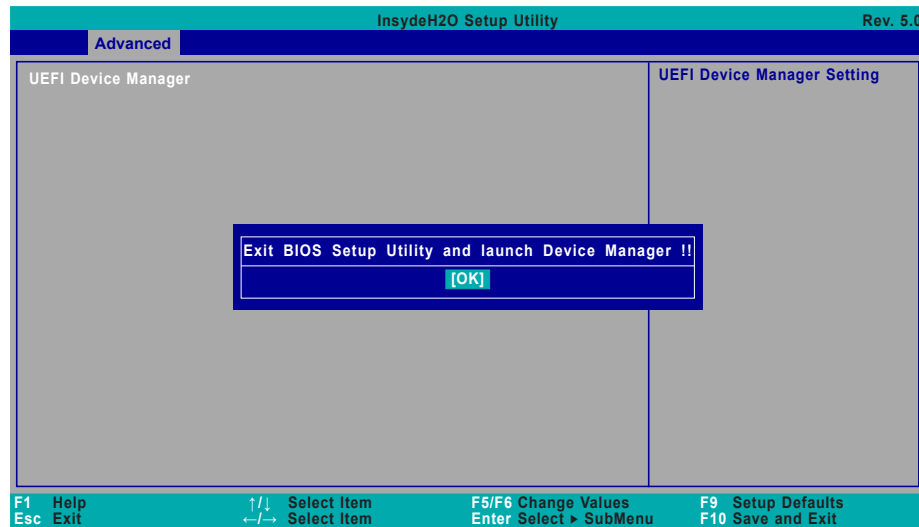 InsydeH2O Setup Utility Rev. 5.0
Advanced
UEFI Device Manager
UEFI Device Manager Setting
Exit BIOS Setup Utility and launch Device Manager !!
[OK]
F1 Help ↑/↓ Select Item F5/F6 Change Values F9 Setup Defaults
Esc Exit ←/→ Select Item Enter Select ▶ SubMenu F10 Save and Exit